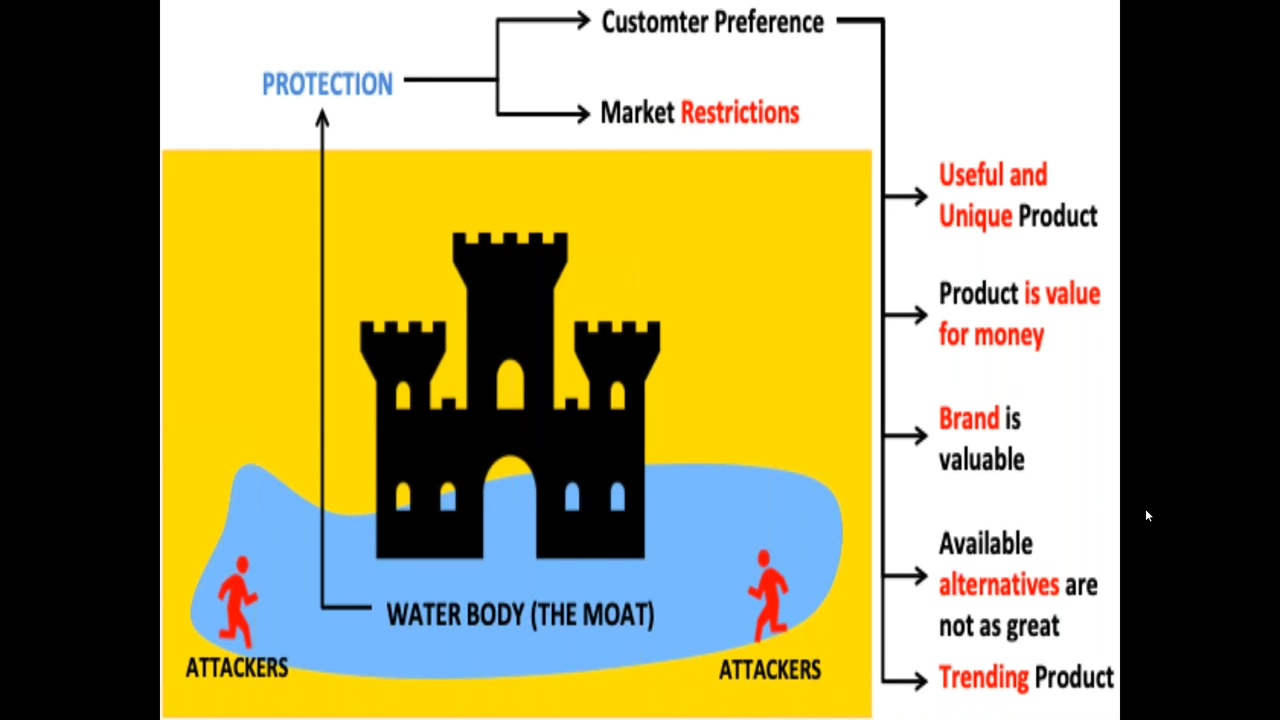 Customter Preference
PROTECTION
Market Restrictions
Useful and
Unique Product
Product is value
for money
Brand is
valuable
Available
alternatives are
not as great
Trending Product
WATER BODY (THE MOAT)
ATTACKERS
ATTACKERS